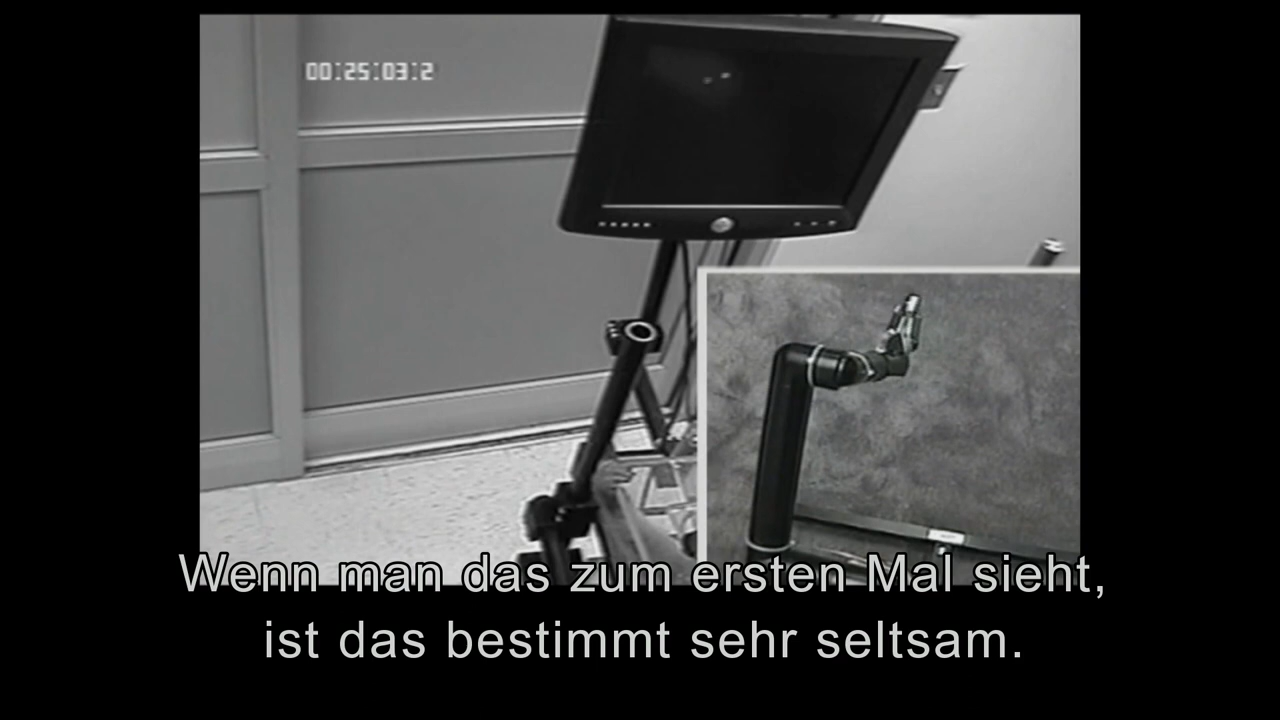 00:25:03:2
Wenn man das zum ersten Mal sieht,
ist das bestimmt sehr seltsam.